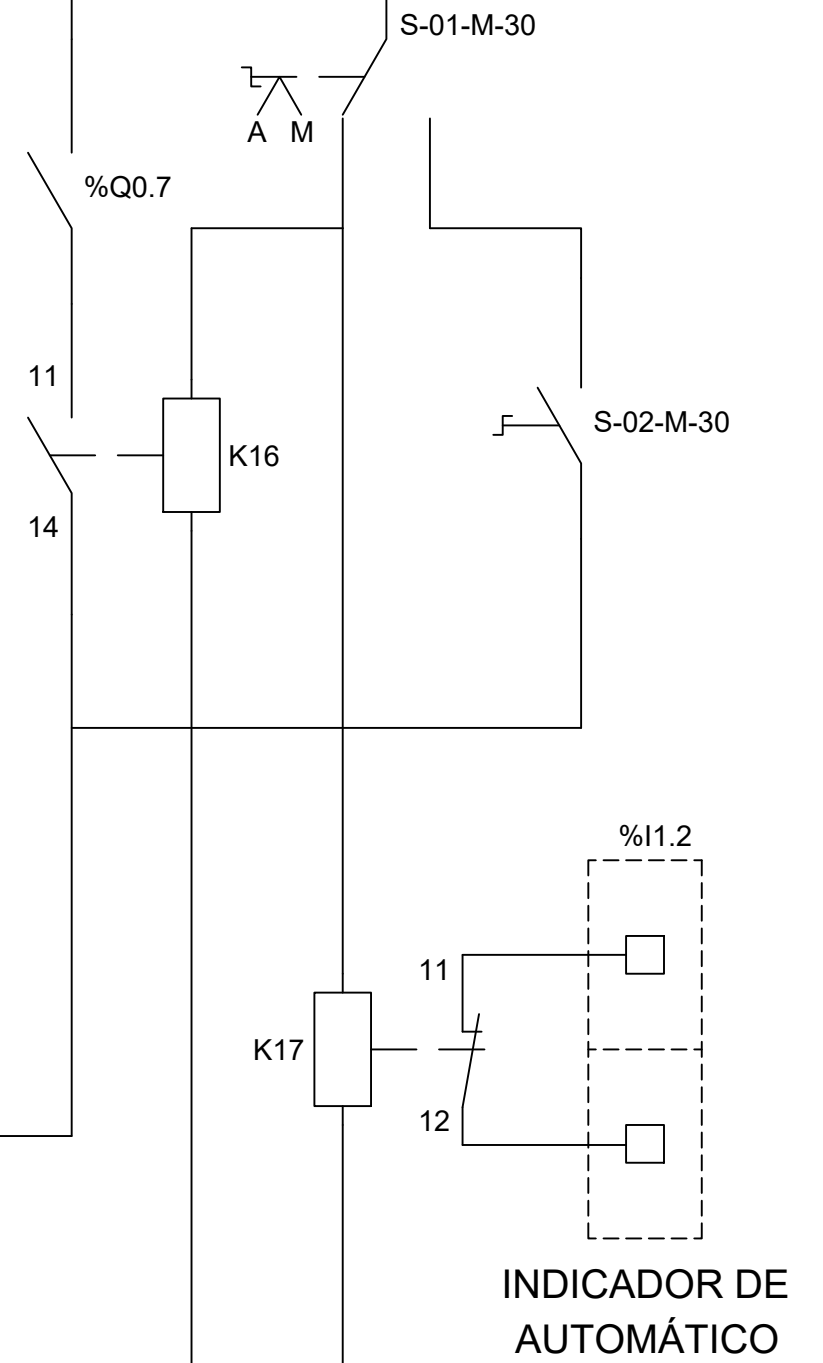 S-01-M-30
A M
%Q0.7
11
S-02-M-30
K16
14
%I1.2
11
K17
12
INDICADOR DE
AUTOMÁTICO